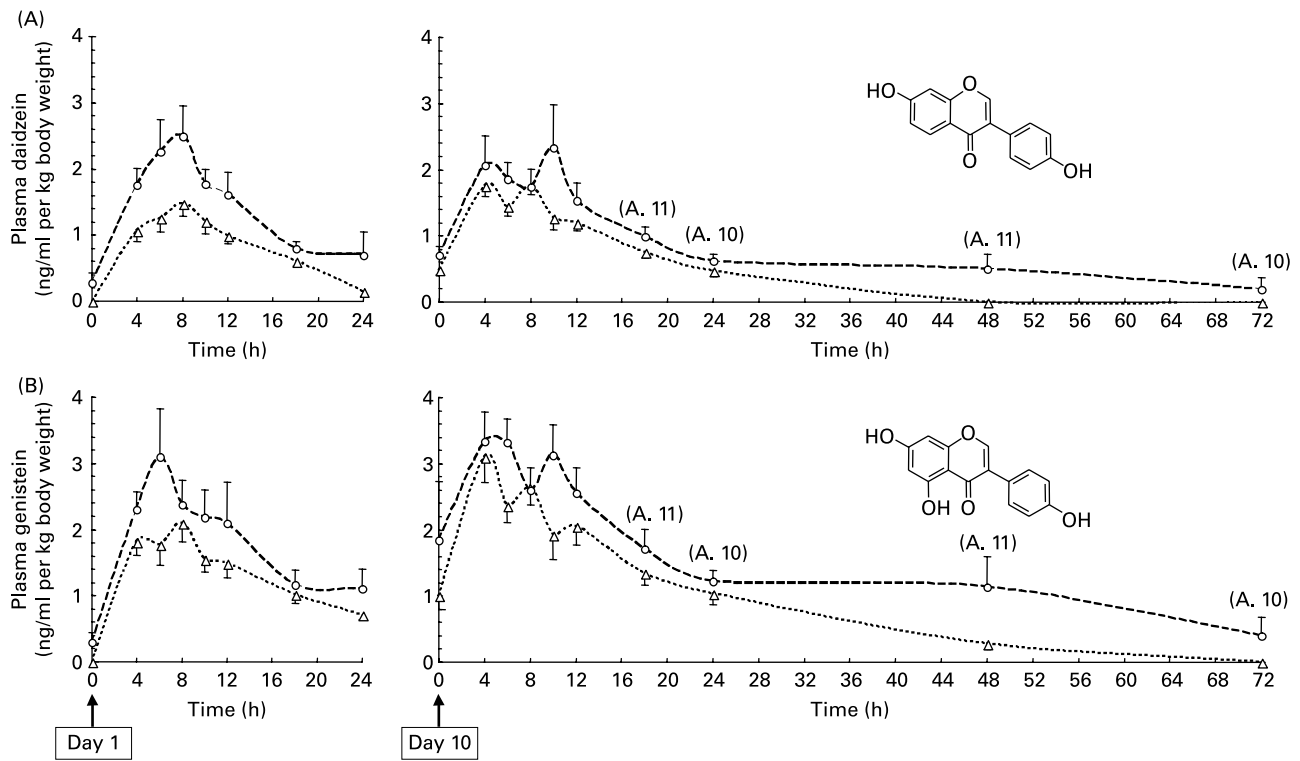 (A)
Plasma daidzein
(ng/ml per kg body weight)
4
3
2
1
0
0 4 8 12 16 20 24
Time (h)
4
3
2
1
0
(A. 11)
(A. 10)
(A. 11)
(A. 10)
0 4 8 12 16 20 24 28 32 36 40 44 48 52 56 60 64 68 72
Time (h)
HO
O
O
OH
(B)
Plasma genistein
(ng/ml per kg body weight)
4
3
2
1
0
0 4 8 12 16 20 24
Time (h)
4
3
2
1
0
(A. 11)
(A. 10)
(A. 11)
(A. 10)
0 4 8 12 16 20 24 28 32 36 40 44 48 52 56 60 64 68 72
Time (h)
HO
O
OH O
OH
Day 1
Day 10